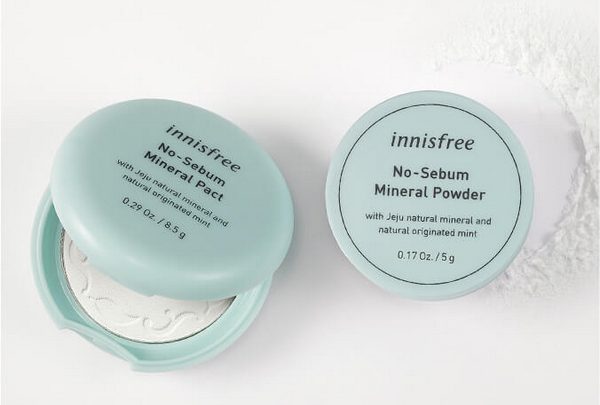 innisfree
No-Sebum
Mineral Pact
with Jeju natural mineral and
natural originated mint
0.29 Oz. / 8.5 g
innisfree
No-Sebum
Mineral Powder
with Jeju natural mineral and
natural originated mint
0.17 Oz. / 5 g